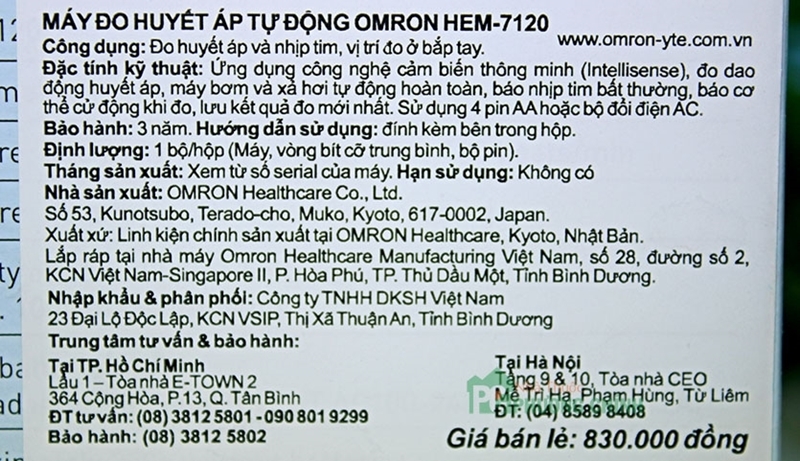 MÁY ĐO HUYẾT ÁP TỰ ĐỘNG OMRON HEM-7120
www.omron-yte.com.vn
Công dụng: Đo huyết áp và nhịp tim, vị trí đo ở bắp tay.
Đặc tính kỹ thuật: Ứng dụng công nghệ cảm biến thông minh (Intellisense), đo dao
động huyết áp, máy bơm và xả hơi tự động hoàn toàn, báo nhịp tim bất thường, báo cơ
thể cử động khi đo, lưu kết quả đo mới nhất. Sử dụng 4 pin AA hoặc bộ đổi điện AC.
Bảo hành: 3 năm. Hướng dẫn sử dụng: đính kèm bên trong hộp.
Định lượng: 1 bộ/hộp (Máy, vòng bít cỡ trung bình, bộ pin).
Tháng sản xuất: Xem từ số serial của máy. Hạn sử dụng: Không có
Nhà sản xuất: OMRON Healthcare Co., Ltd.
Số 53, Kunotsubo, Terado-cho, Muko, Kyoto, 617-0002, Japan.
Xuất xứ: Linh kiện chính sản xuất tại OMRON Healthcare, Kyoto, Nhật Bản.
Lắp ráp tại nhà máy Omron Healthcare Manufacturing Việt Nam, số 28, đường số 2,
KCN Việt Nam-Singapore II, P. Hòa Phú, TP. Thủ Dầu Một, Tỉnh Bình Dương.
Nhập khẩu & phân phối: Công ty TNHH DKSH Việt Nam
23 Đại Lộ Độc Lập, KCN VSIP, Thị Xã Thuận An, Tỉnh Bình Dương
Trung tâm tư vấn & bảo hành:
Tại TP. Hồ Chí Minh
Lầu 1 – Tòa nhà E-TOWN 2
364 Cộng Hòa, P.13, Q. Tân Bình
ĐT tư vấn: (08) 3812 5801 - 090 801 9299
Bảo hành: (08) 3812 5802
Tại Hà Nội
Tầng 9 & 10, Tòa nhà CEO
Mễ Trì Hạ, Phạm Hùng, Từ Liêm
ĐT: (04) 8589 8408
Giá bán lẻ: 830.000 đồng